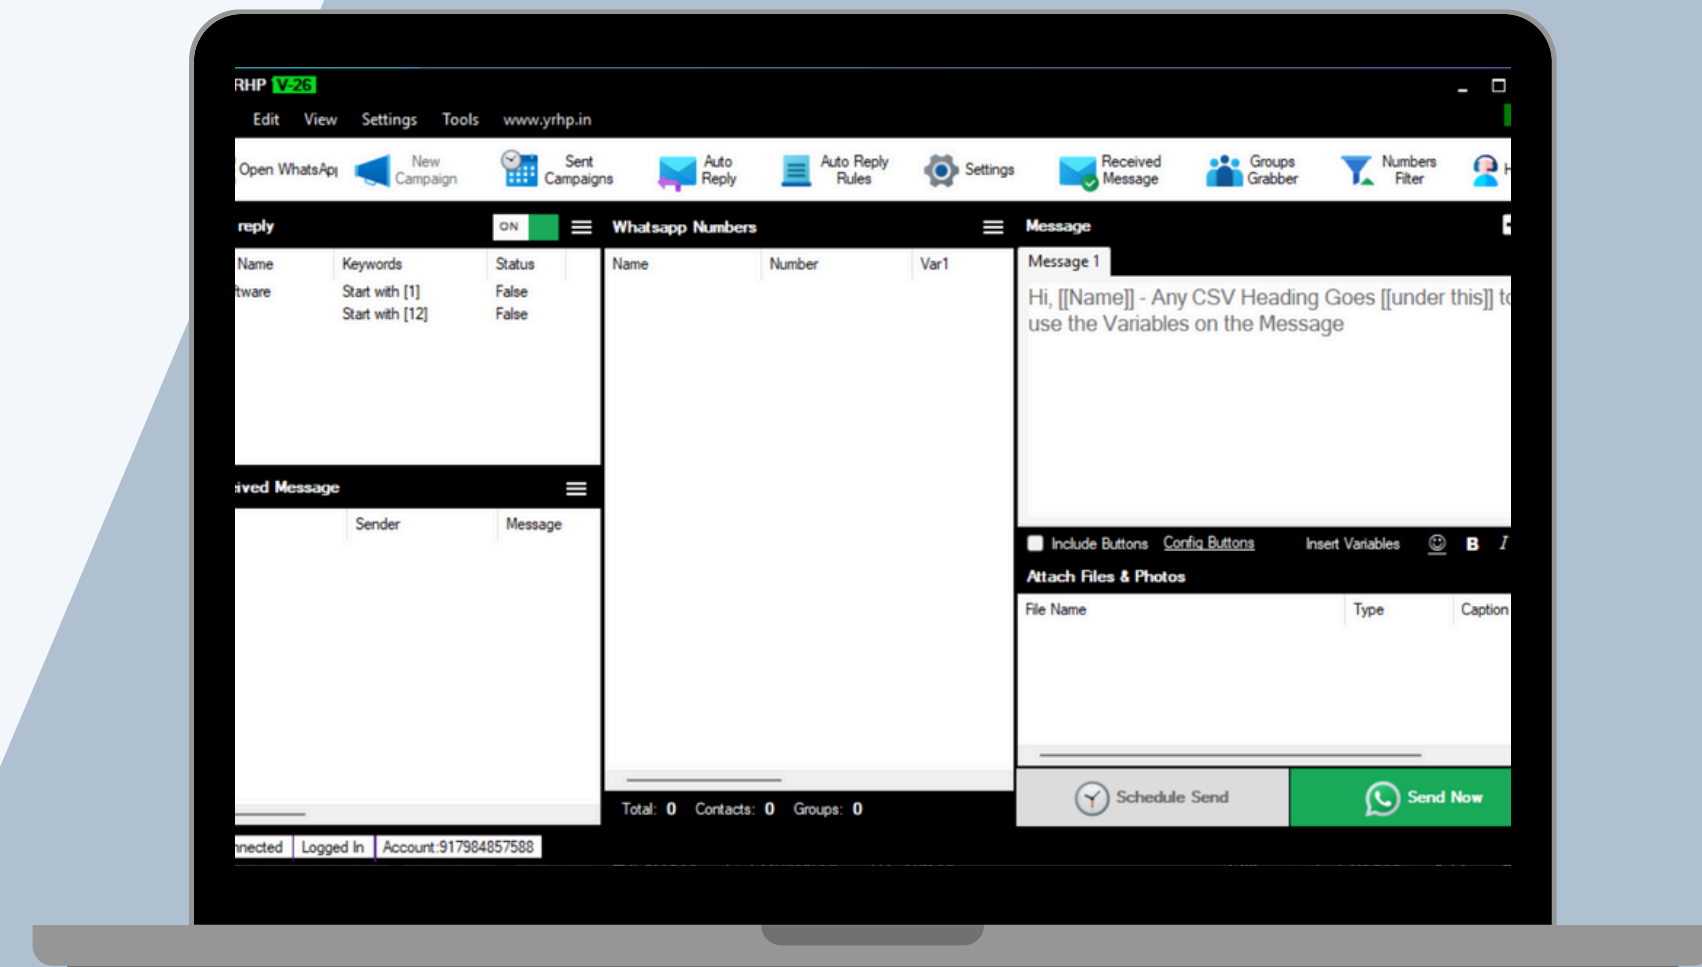 RHP V-26
Edit View Settings Tools www.yrhp.in
Open WhatsApp
New Campaign
Sent Campaigns
Auto Reply
Auto Reply Rules
Settings
Received Message
Groups Grabber
Numbers Filter
H
reply ON
Name Keywords Status
tware Start with [1] False
Start with [12] False
ived Message
Sender Message
Whatsapp Numbers
Name Number Var1
Total: 0 Contacts: 0 Groups: 0
Message
Message 1
Hi, [[Name]] - Any CSV Heading Goes [[under this]] to
use the Variables on the Message
Include Buttons Config Buttons Insert Variables B I
Attach Files & Photos
File Name Type Caption
Schedule Send Send Now
nnected Logged In Account:917984857588